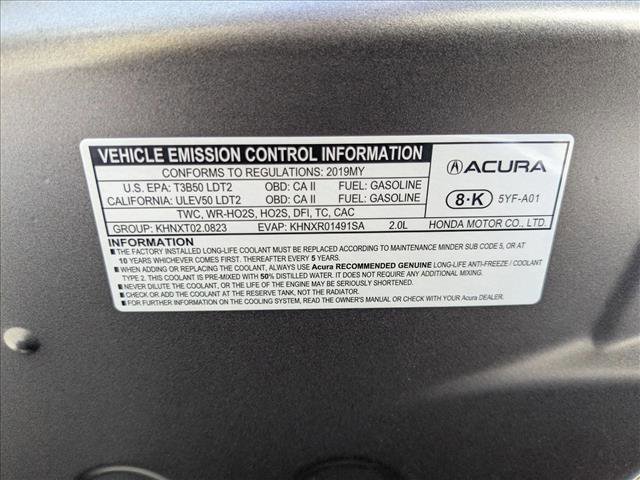 VEHICLE EMISSION CONTROL INFORMATION
CONFORMS TO REGULATIONS: 2019MY
U.S. EPA: T3B50 LDT2 OBD: CA II FUEL: GASOLINE
CALIFORNIA: ULEV50 LDT2 OBD: CA II FUEL: GASOLINE
TWC, WR-HO2S, HO2S, DFI, TC, CAC
GROUP: KHNXT02.0823 EVAP: KHNXR01491SA 2.0L
ACURA
8·K 5YF-A01
HONDA MOTOR CO., LTD.
INFORMATION
■ THE FACTORY INSTALLED LONG-LIFE COOLANT MUST BE REPLACED ACCORDING TO MAINTENANCE MINDER SUB CODE 5, OR AT
10 YEARS WHICHEVER COMES FIRST. THEREAFTER EVERY 5 YEARS.
■ WHEN ADDING OR REPLACING THE COOLANT, ALWAYS USE Acura RECOMMENDED GENUINE LONG-LIFE ANTI-FREEZE / COOLANT
TYPE 2. THIS COOLANT IS PRE-MIXED WITH 50% DISTILLED WATER. IT DOES NOT REQUIRE ANY ADDITIONAL MIXING.
■ NEVER DILUTE THE COOLANT, OR THE LIFE OF THE ENGINE MAY BE SERIOUSLY SHORTENED.
■ CHECK OR ADD THE COOLANT AT THE RESERVE TANK, NOT THE RADIATOR.
■ FOR FURTHER INFORMATION ON THE COOLING SYSTEM, READ THE OWNER'S MANUAL OR CHECK WITH YOUR Acura DEALER.